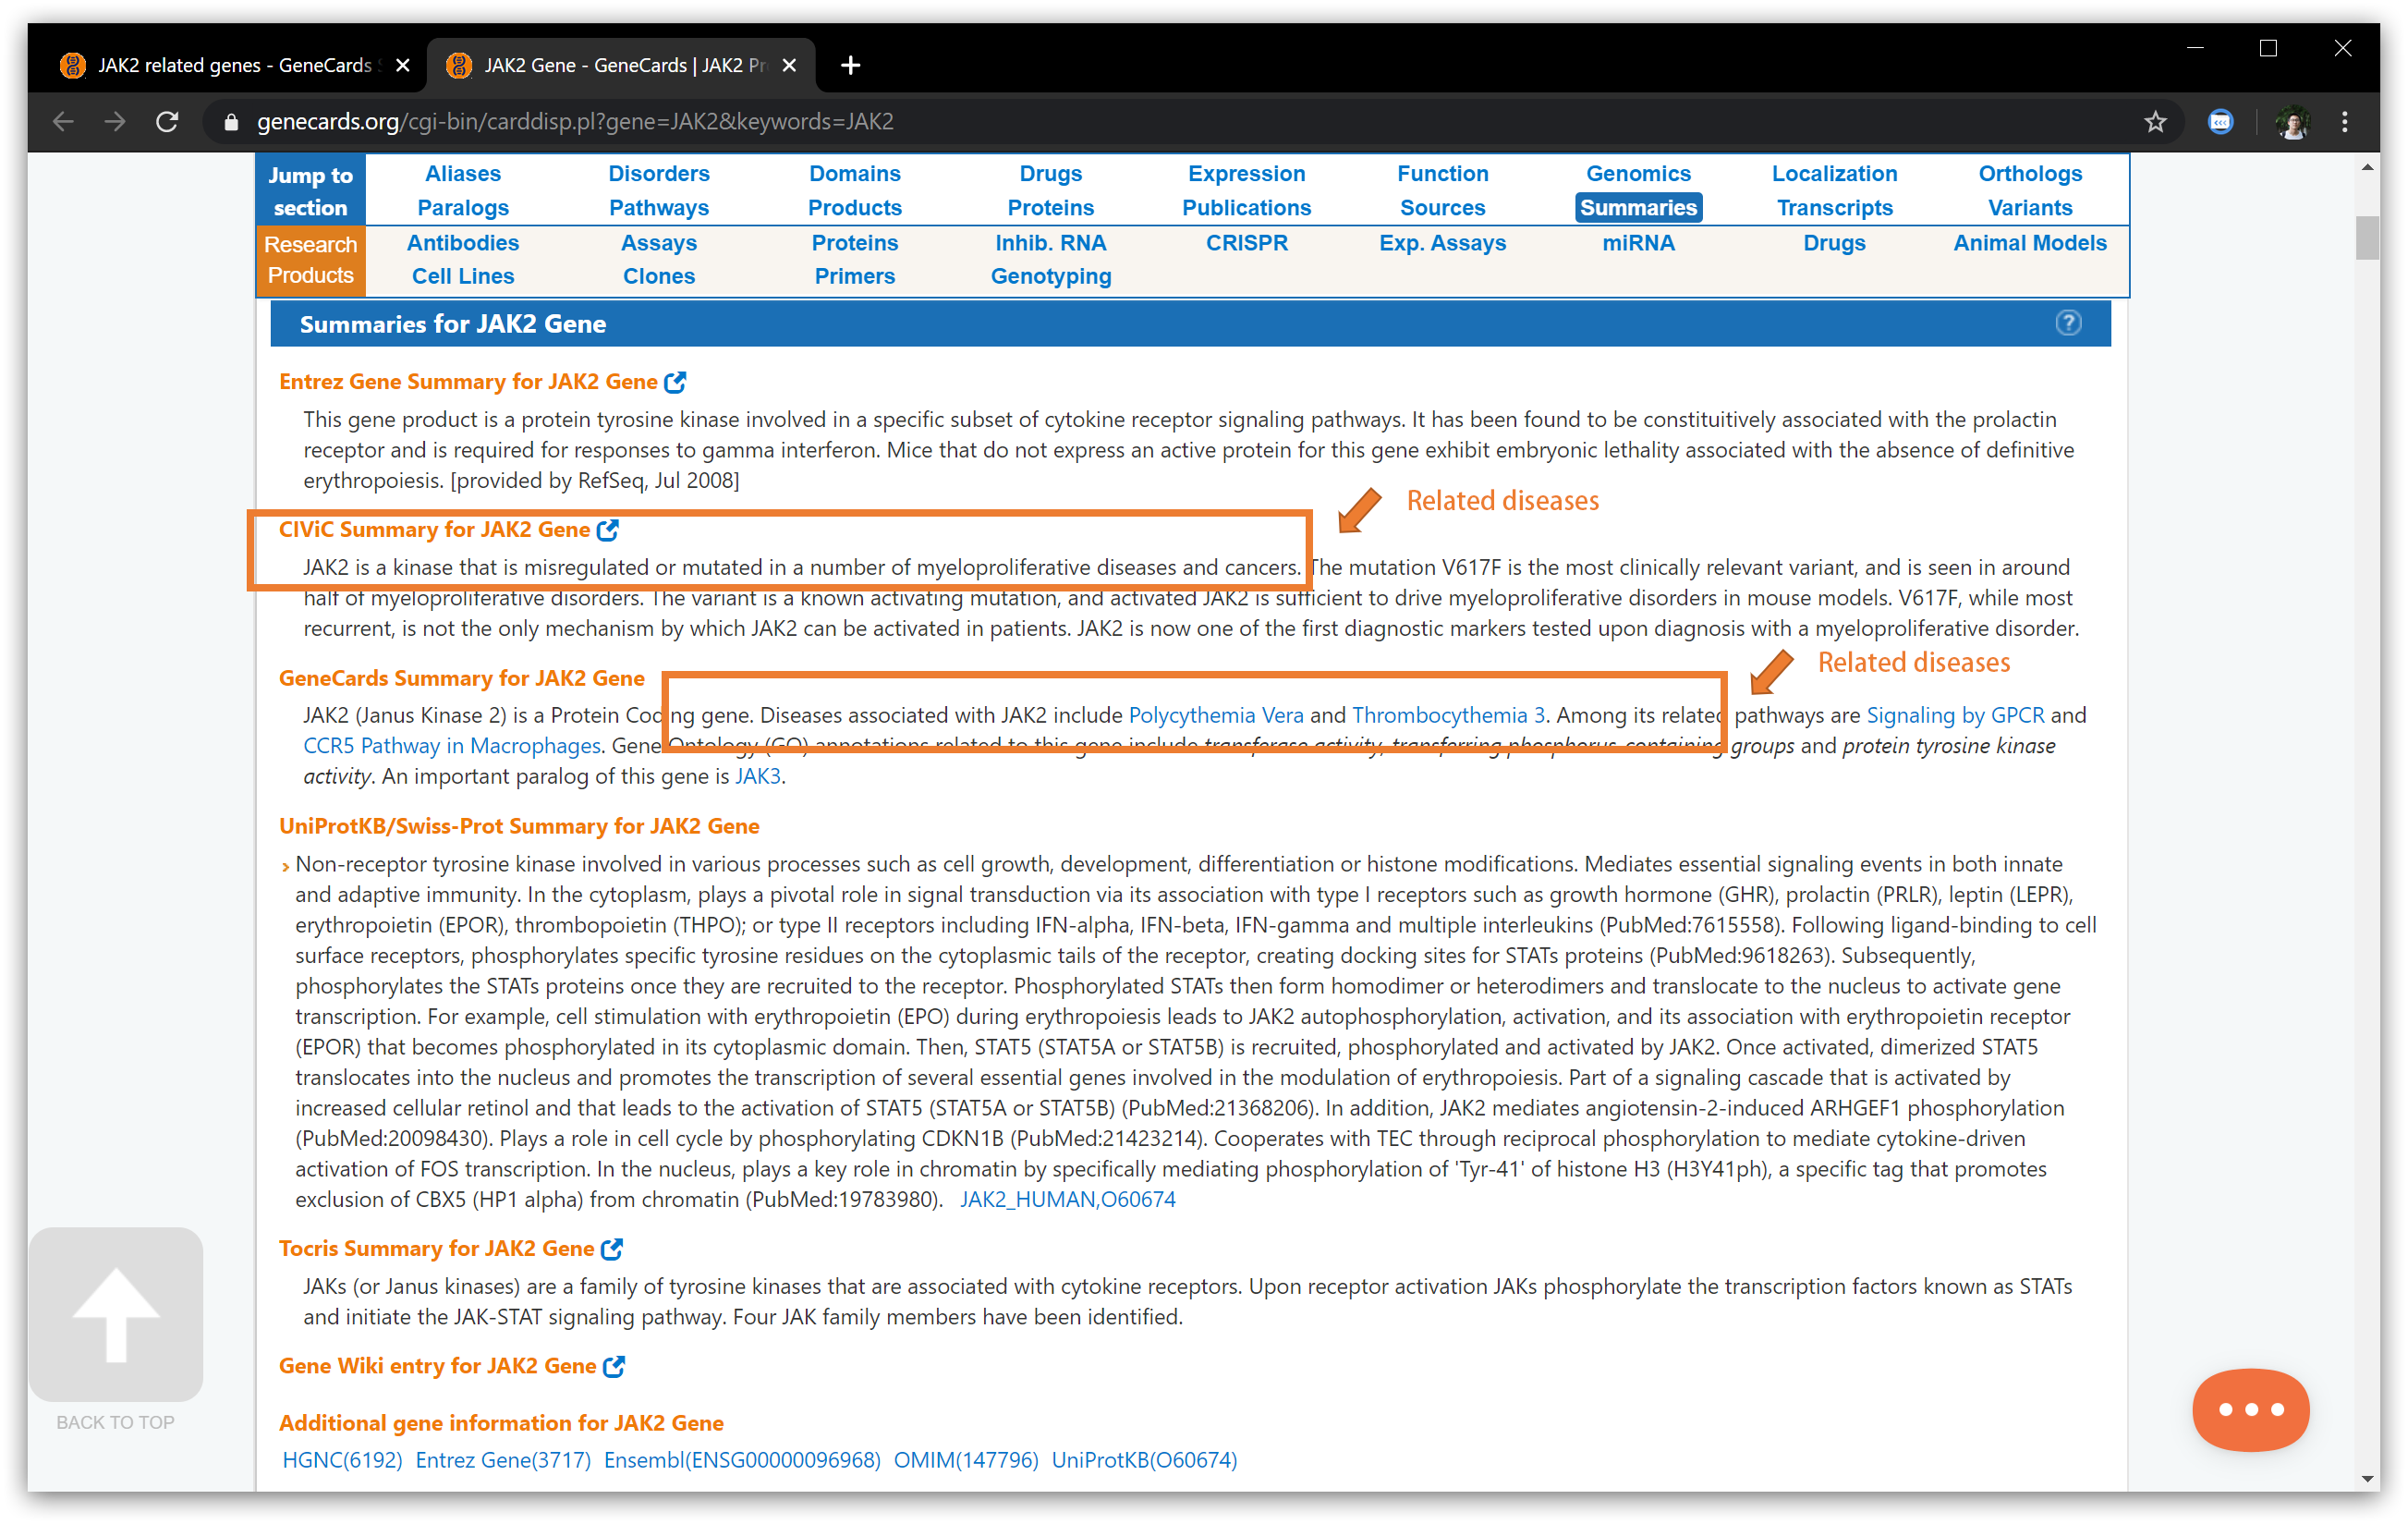 JAK2 related genes - GeneCards
JAK2 Gene - GeneCards | JAK2 Pr
genecards.org/cgi-bin/carddisp.pl?gene=JAK2&keywords=JAK2
Jump to section
Aliases Disorders Domains Drugs Expression Function Genomics Localization Orthologs
Paralogs Pathways Products Proteins Publications Sources Summaries Transcripts Variants
Research Products
Antibodies Assays Proteins Inhib. RNA CRISPR Exp. Assays miRNA Drugs Animal Models
Cell Lines Clones Primers Genotyping
Summaries for JAK2 Gene
?
Entrez Gene Summary for JAK2 Gene
This gene product is a protein tyrosine kinase involved in a specific subset of cytokine receptor signaling pathways. It has been found to be constituitively associated with the prolactin
receptor and is required for responses to gamma interferon. Mice that do not express an active protein for this gene exhibit embryonic lethality associated with the absence of definitive
erythropoiesis. [provided by RefSeq, Jul 2008]
Related diseases
CIViC Summary for JAK2 Gene
JAK2 is a kinase that is misregulated or mutated in a number of myeloproliferative diseases and cancers. The mutation V617F is the most clinically relevant variant, and is seen in around
half of myeloproliferative disorders. The variant is a known activating mutation, and activated JAK2 is sufficient to drive myeloproliferative disorders in mouse models. V617F, while most
recurrent, is not the only mechanism by which JAK2 can be activated in patients. JAK2 is now one of the first diagnostic markers tested upon diagnosis with a myeloproliferative disorder.
Related diseases
GeneCards Summary for JAK2 Gene
JAK2 (Janus Kinase 2) is a Protein Coding gene. Diseases associated with JAK2 include Polycythemia Vera and Thrombocythemia 3. Among its related pathways are Signaling by GPCR and
CCR5 Pathway in Macrophages. Gene Ontology (GO) annotations related to this gene include transferase activity, transferring phosphorus-containing groups and protein tyrosine kinase
activity. An important paralog of this gene is JAK3.
UniProtKB/Swiss-Prot Summary for JAK2 Gene
Non-receptor tyrosine kinase involved in various processes such as cell growth, development, differentiation or histone modifications. Mediates essential signaling events in both innate
and adaptive immunity. In the cytoplasm, plays a pivotal role in signal transduction via its association with type I receptors such as growth hormone (GHR), prolactin (PRLR), leptin (LEPR),
erythropoietin (EPOR), thrombopoietin (THPO); or type II receptors including IFN-alpha, IFN-beta, IFN-gamma and multiple interleukins (PubMed:7615558). Following ligand-binding to cell
surface receptors, phosphorylates specific tyrosine residues on the cytoplasmic tails of the receptor, creating docking sites for STATs proteins (PubMed:9618263). Subsequently,
phosphorylates the STATs proteins once they are recruited to the receptor. Phosphorylated STATs then form homodimer or heterodimers and translocate to the nucleus to activate gene
transcription. For example, cell stimulation with erythropoietin (EPO) during erythropoiesis leads to JAK2 autophosphorylation, activation, and its association with erythropoietin receptor
(EPOR) that becomes phosphorylated in its cytoplasmic domain. Then, STAT5 (STAT5A or STAT5B) is recruited, phosphorylated and activated by JAK2. Once activated, dimerized STAT5
translocates into the nucleus and promotes the transcription of several essential genes involved in the modulation of erythropoiesis. Part of a signaling cascade that is activated by
increased cellular retinol and that leads to the activation of STAT5 (STAT5A or STAT5B) (PubMed:21368206). In addition, JAK2 mediates angiotensin-2-induced ARHGEF1 phosphorylation
(PubMed:20098430). Plays a role in cell cycle by phosphorylating CDKN1B (PubMed:21423214). Cooperates with TEC through reciprocal phosphorylation to mediate cytokine-driven
activation of FOS transcription. In the nucleus, plays a key role in chromatin by specifically mediating phosphorylation of 'Tyr-41' of histone H3 (H3Y41ph), a specific tag that promotes
exclusion of CBX5 (HP1 alpha) from chromatin (PubMed:19783980). JAK2_HUMAN,O60674
Tocris Summary for JAK2 Gene
JAKs (or Janus kinases) are a family of tyrosine kinases that are associated with cytokine receptors. Upon receptor activation JAKs phosphorylate the transcription factors known as STATs
and initiate the JAK-STAT signaling pathway. Four JAK family members have been identified.
Gene Wiki entry for JAK2 Gene
Additional gene information for JAK2 Gene
HGNC(6192) Entrez Gene(3717) Ensembl(ENSG00000096968) OMIM(147796) UniProtKB(O60674)
BACK TO TOP